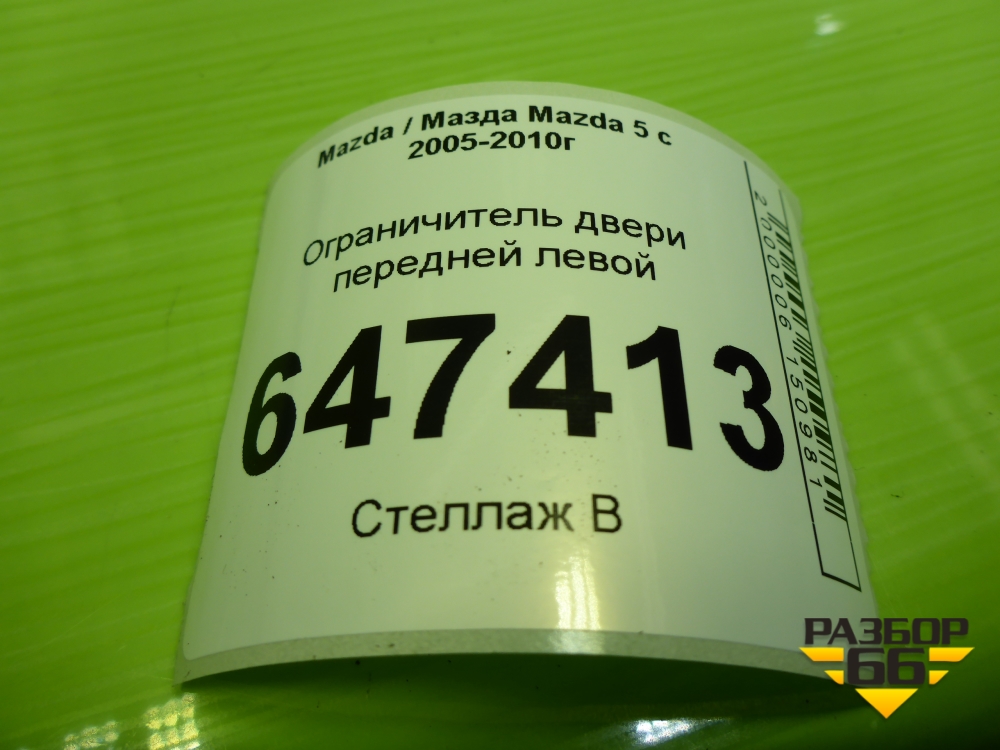 Mazda / Мазда Mazda 5 с
2005-2010г
Ограничитель двери
передней левой
647413
Стеллаж В
2000006150981
РАЗБОР
66